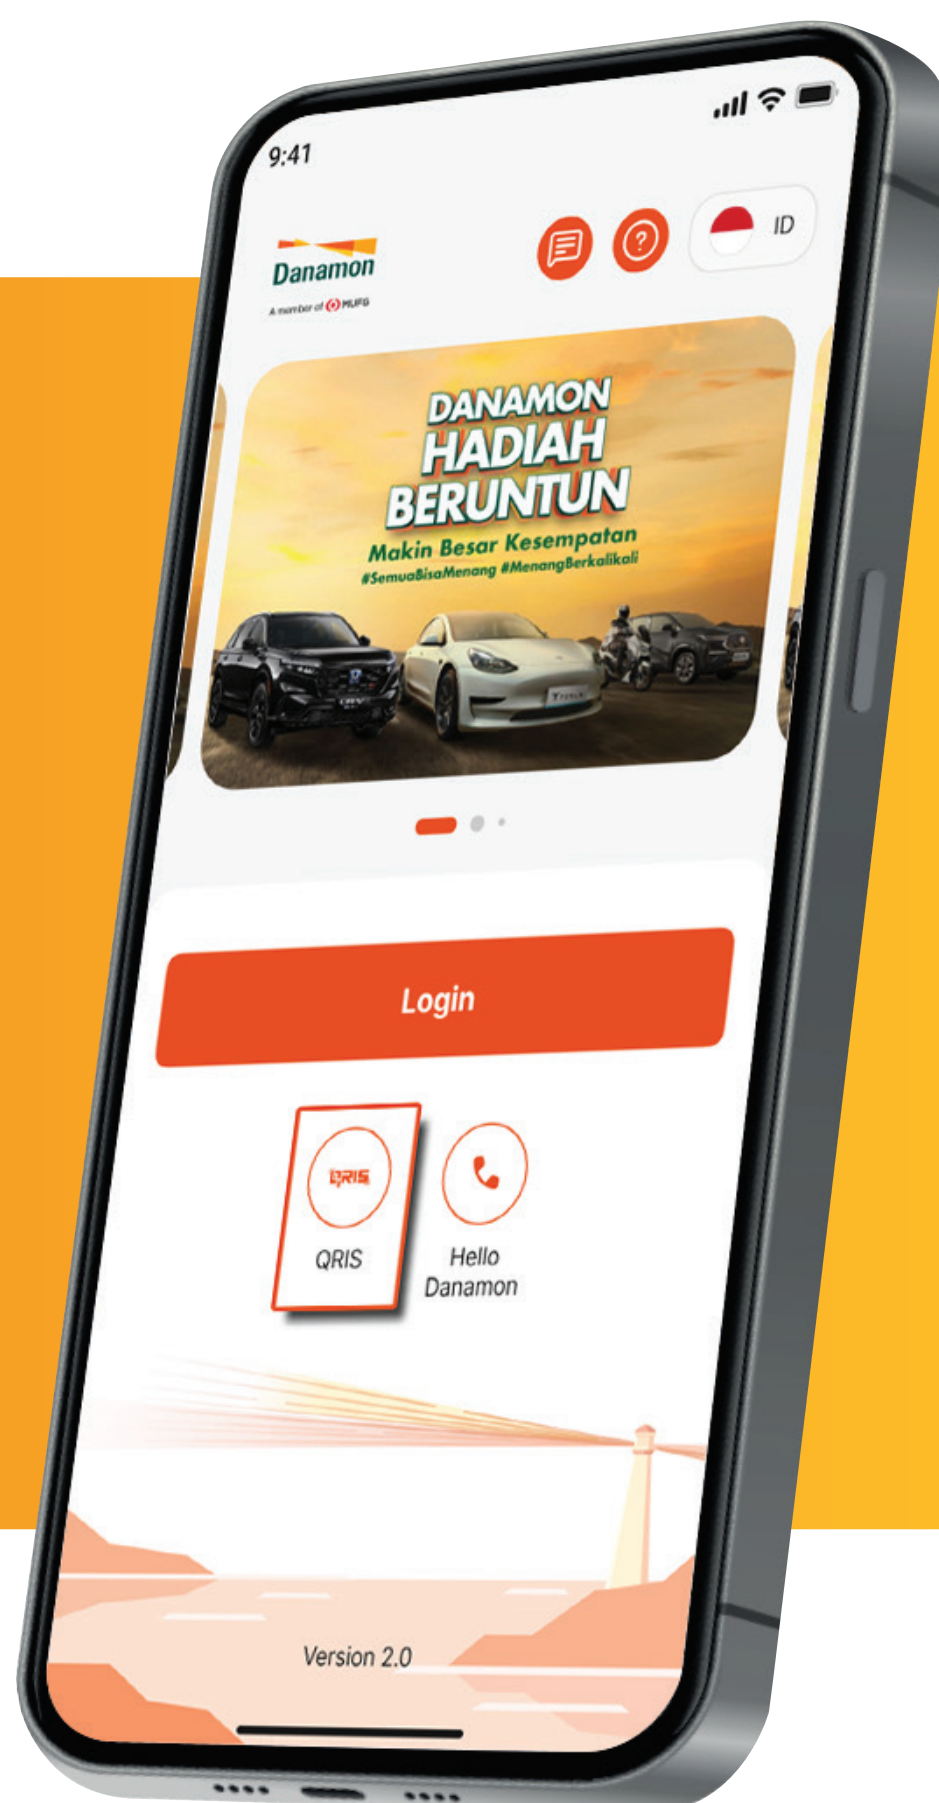 9:41
ID
Danamon
A member of MUFG
DANAMON
HADIAH
BERUNTUN
Makin Besar Kesempatan
#SemuaBisaMenang #MenangBerkalikali
Login
QRIS
QRIS
Hello
Danamon
Version 2.0